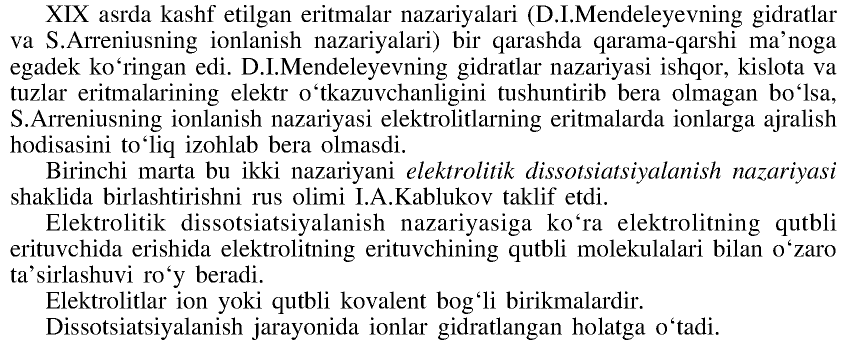 XIX asrda kashf etilgan eritmalar nazariyalari (D.I.Mendeleyevning gidratlar
va S.Arreniusning ionlanish nazariyalari) bir qarashda qarama-qarshi ma’noga
egadek ko‘ringan edi. D.I.Mendeleyevning gidratlar nazariyasi ishqor, kislota va
tuzlar eritmalarining elektr o‘tkazuvchanligini tushuntirib bera olmagan bo‘lsa,
S.Arreniusning ionlanish nazariyasi elektrolitlarning eritmalarda ionlarga ajralish
hodisasini to‘liq izohlab bera olmasdi.
Birinchi marta bu ikki nazariyani elektrolitik dissotsiatsiyalanish nazariyasi
shaklida birlashtirishni rus olimi I.A.Kablukov taklif etdi.
Elektrolitik dissotsiatsiyalanish nazariyasiga ko‘ra elektrolitning qutbli
erituvchida erishida elektrolitning erituvchining qutbli molekulalari bilan o‘zaro
ta’sirlashuvi ro‘y beradi.
Elektrolitlar ion yoki qutbli kovalent bog‘li birikmalardir.
Dissotsiatsiyalanish jarayonida ionlar gidratlangan holatga o‘tadi.